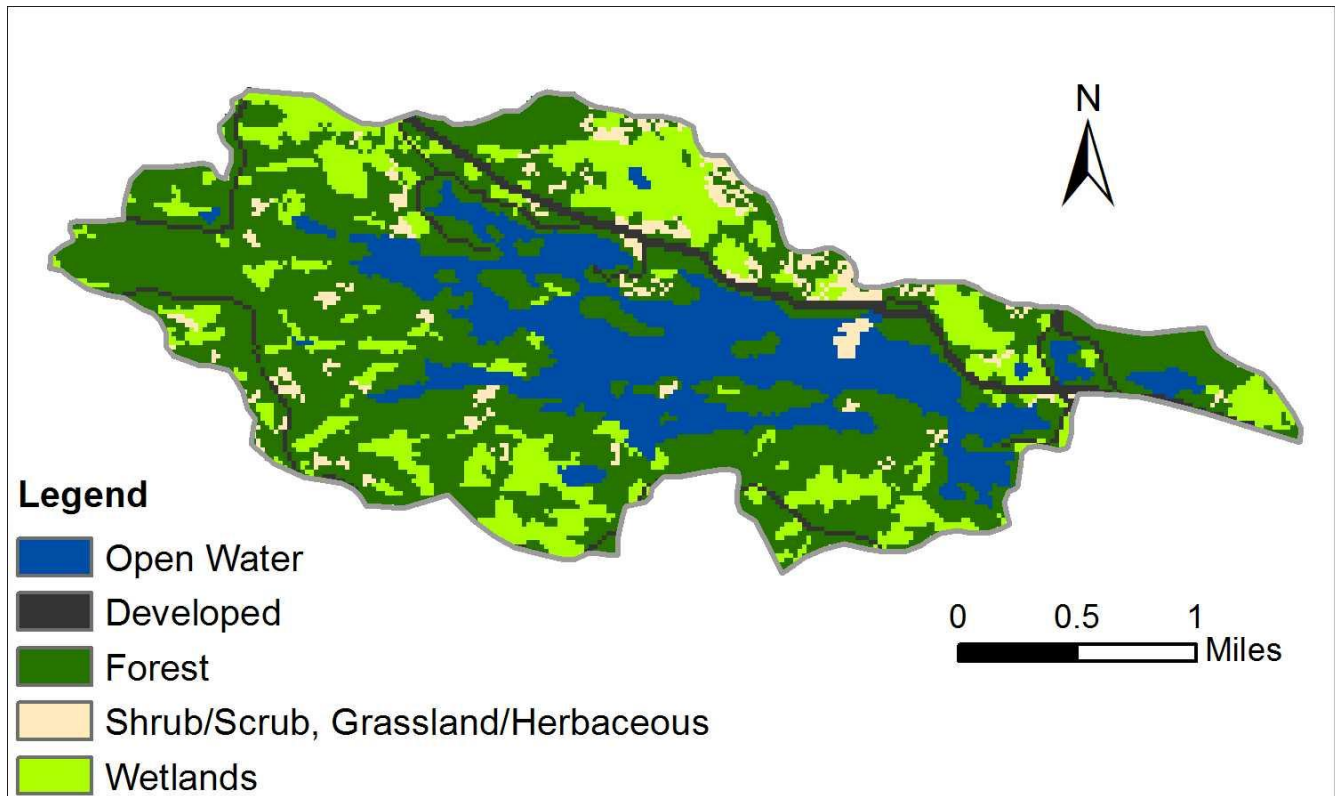 N
Legend
Open Water
Developed
Forest
Shrub/Scrub, Grassland/Herbaceous
Wetlands
0 0.5 1
Miles